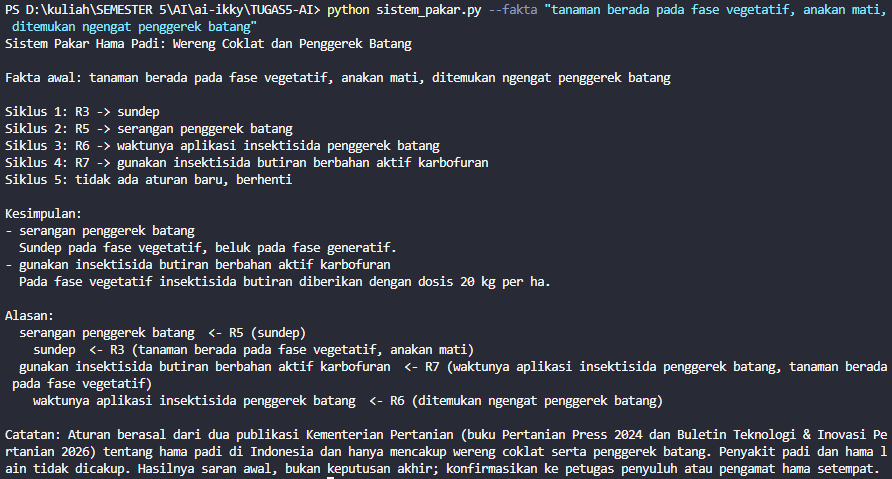 PS D:\kuliah\SEMESTER 5\AI\ai-ikky\TUGAS5-AI> python sistem_pakar.py --fakta "tanaman berada pada fase vegetatif, anakan mati,
 ditemukan ngengat penggerek batang"
Sistem Pakar Hama Padi: Wereng Coklat dan Penggerek Batang
Fakta awal: tanaman berada pada fase vegetatif, anakan mati, ditemukan ngengat penggerek batang
Siklus 1: R3 -> sundep
Siklus 2: R5 -> serangan penggerek batang
Siklus 3: R6 -> waktunya aplikasi insektisida penggerek batang
Siklus 4: R7 -> gunakan insektisida butiran berbahan aktif karbofuran
Siklus 5: tidak ada aturan baru, berhenti
Kesimpulan:
- serangan penggerek batang
  Sundep pada fase vegetatif, beluk pada fase generatif.
- gunakan insektisida butiran berbahan aktif karbofuran
  Pada fase vegetatif insektisida butiran diberikan dengan dosis 20 kg per ha.
Alasan:
  serangan penggerek batang  <- R5 (sundep)
    sundep  <- R3 (tanaman berada pada fase vegetatif, anakan mati)
  gunakan insektisida butiran berbahan aktif karbofuran  <- R7 (waktunya aplikasi insektisida penggerek batang, tanaman berada
 pada fase vegetatif)
    waktunya aplikasi insektisida penggerek batang  <- R6 (ditemukan ngengat penggerek batang)
Catatan: Aturan berasal dari dua publikasi Kementerian Pertanian (buku Pertanian Press 2024 dan Buletin Teknologi & Inovasi Pe
rtanian 2026) tentang hama padi di Indonesia dan hanya mencakup wereng coklat serta penggerek batang. Penyakit padi dan hama l
ain tidak dicakup. Hasilnya saran awal, bukan keputusan akhir; konfirmasikan ke petugas penyuluh atau pengamat hama setempat.